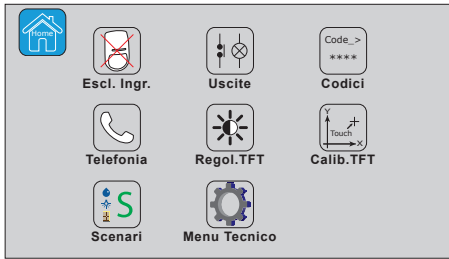 Home
Escl. Ingr.
Uscite
Code_>
****
Codici
Telefonia
Regol.TFT
Y
Touch
X
Calib.TFT
S
Scenari
Menu Tecnico